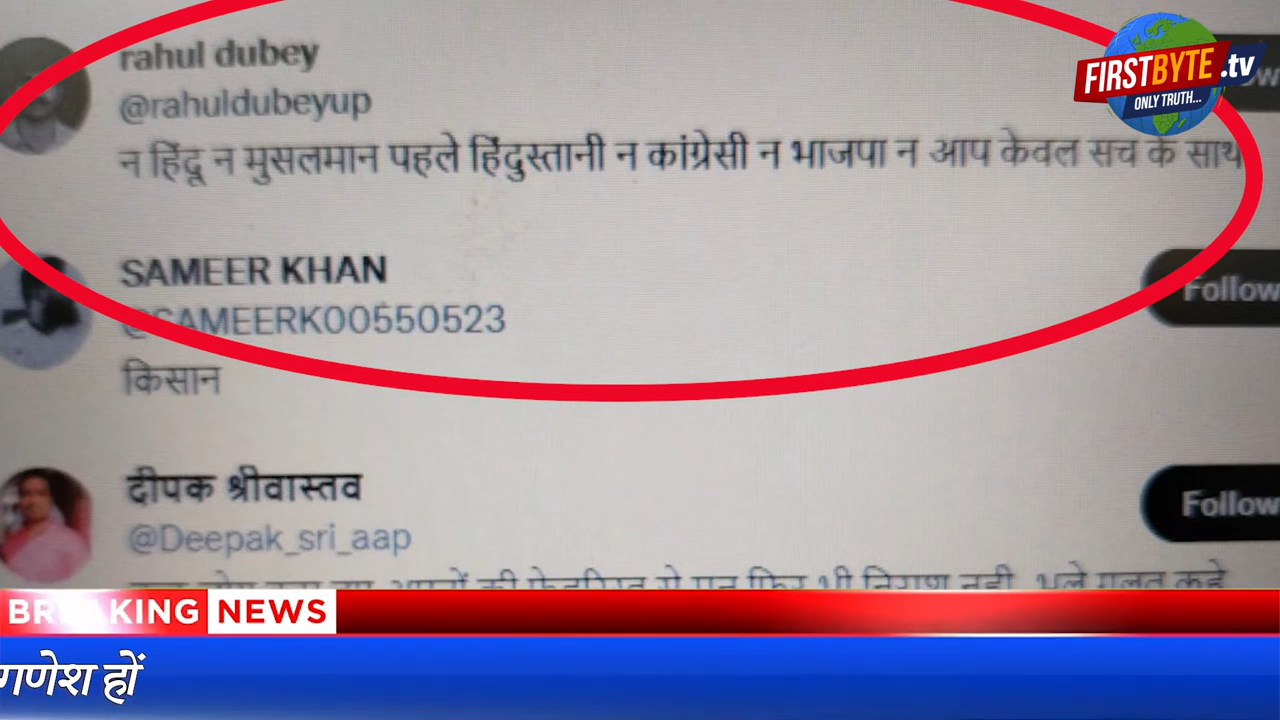 rahul dubey
@rahuldubeyup
न हिंदू न मुसलमान पहले हिंदुस्तानी न कांग्रेसी न भाजपा न आप केवल सच के साथ
FIRSTBYTE.tv
ONLY TRUTH...
SAMEER KHAN
@SAMEERK00550523
Follow
किसान
दीपक श्रीवास्तव
@Deepak_sri_aap
Follow
BREAKING NEWS
गणेश हों